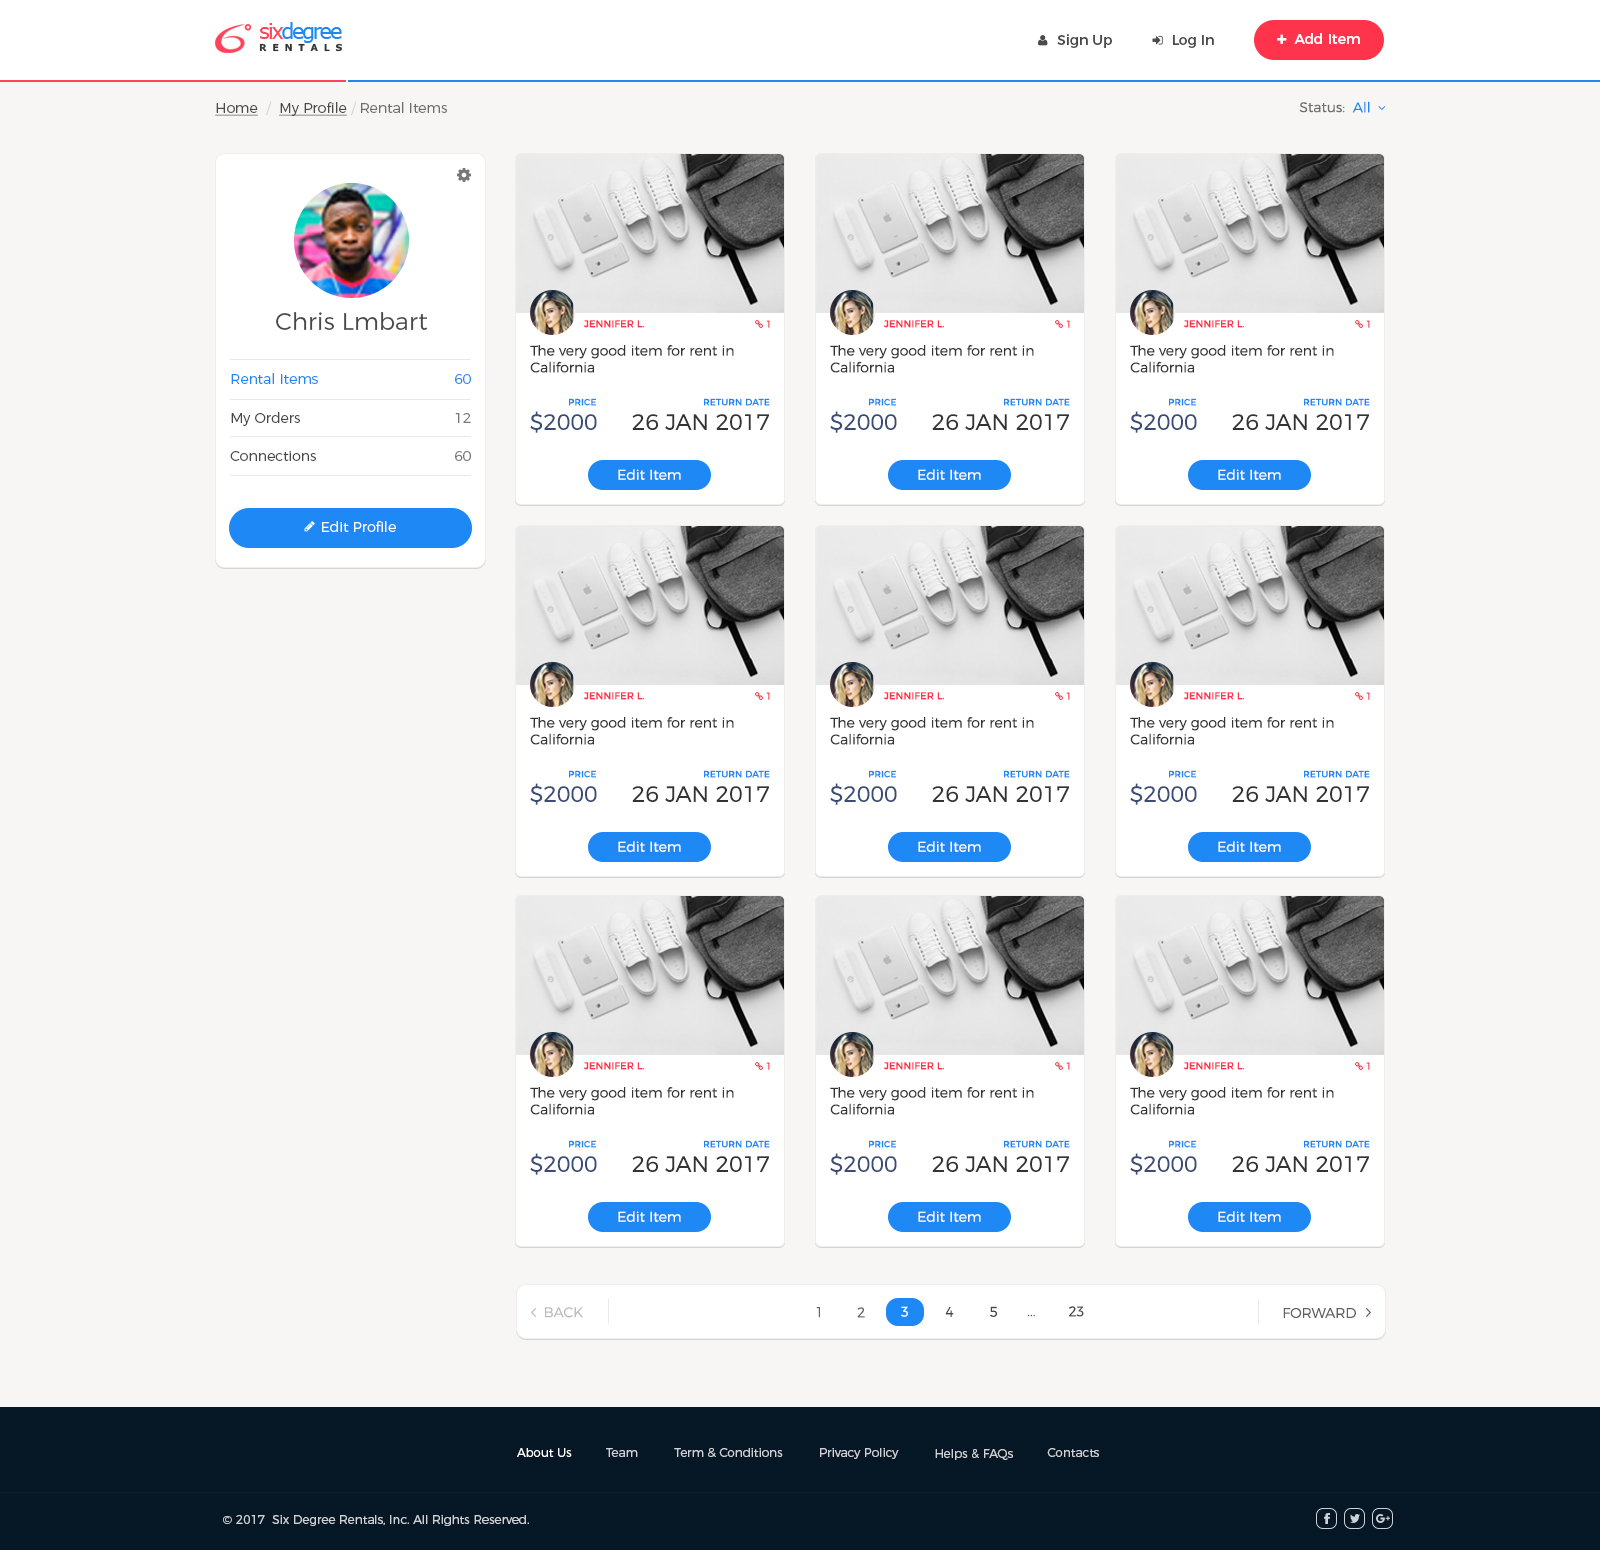 sixdegree
RENTALS
Sign Up
Log In
Add Item
Home / My Profile / Rental Items
Status: All
Chris Lmbart
Rental Items 60
My Orders 12
Connections 60
Edit Profile
JENNIFER L. 1
The very good item for rent in
California
PRICE RETURN DATE
$2000 26 JAN 2017
Edit Item
JENNIFER L. 1
The very good item for rent in
California
PRICE RETURN DATE
$2000 26 JAN 2017
Edit Item
JENNIFER L. 1
The very good item for rent in
California
PRICE RETURN DATE
$2000 26 JAN 2017
Edit Item
JENNIFER L. 1
The very good item for rent in
California
PRICE RETURN DATE
$2000 26 JAN 2017
Edit Item
JENNIFER L. 1
The very good item for rent in
California
PRICE RETURN DATE
$2000 26 JAN 2017
Edit Item
JENNIFER L. 1
The very good item for rent in
California
PRICE RETURN DATE
$2000 26 JAN 2017
Edit Item
JENNIFER L. 1
The very good item for rent in
California
PRICE RETURN DATE
$2000 26 JAN 2017
Edit Item
JENNIFER L. 1
The very good item for rent in
California
PRICE RETURN DATE
$2000 26 JAN 2017
Edit Item
JENNIFER L. 1
The very good item for rent in
California
PRICE RETURN DATE
$2000 26 JAN 2017
Edit Item
BACK 1 2 3 4 5 ... 23 FORWARD
About Us Team Term & Conditions Privacy Policy Helps & FAQs Contacts
© 2017 Six Degree Rentals, Inc. All Rights Reserved.